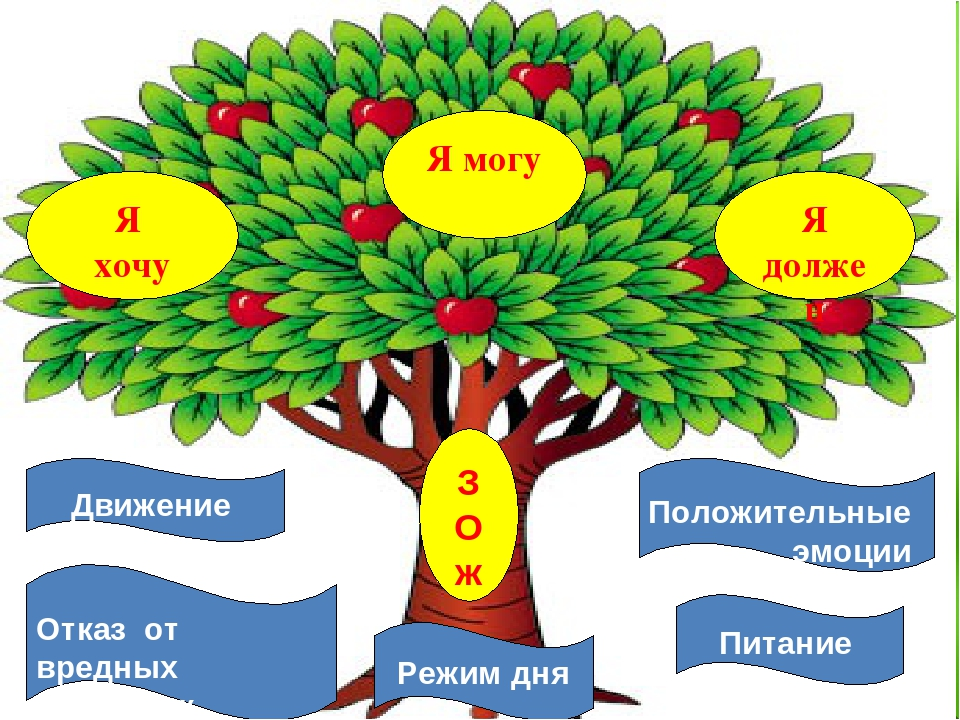 Я могу
Я
хочу
Я
долже
З
О
ж
Движение
Положительные
эмоции
Отказ от
вредных
Режим дня
Питание